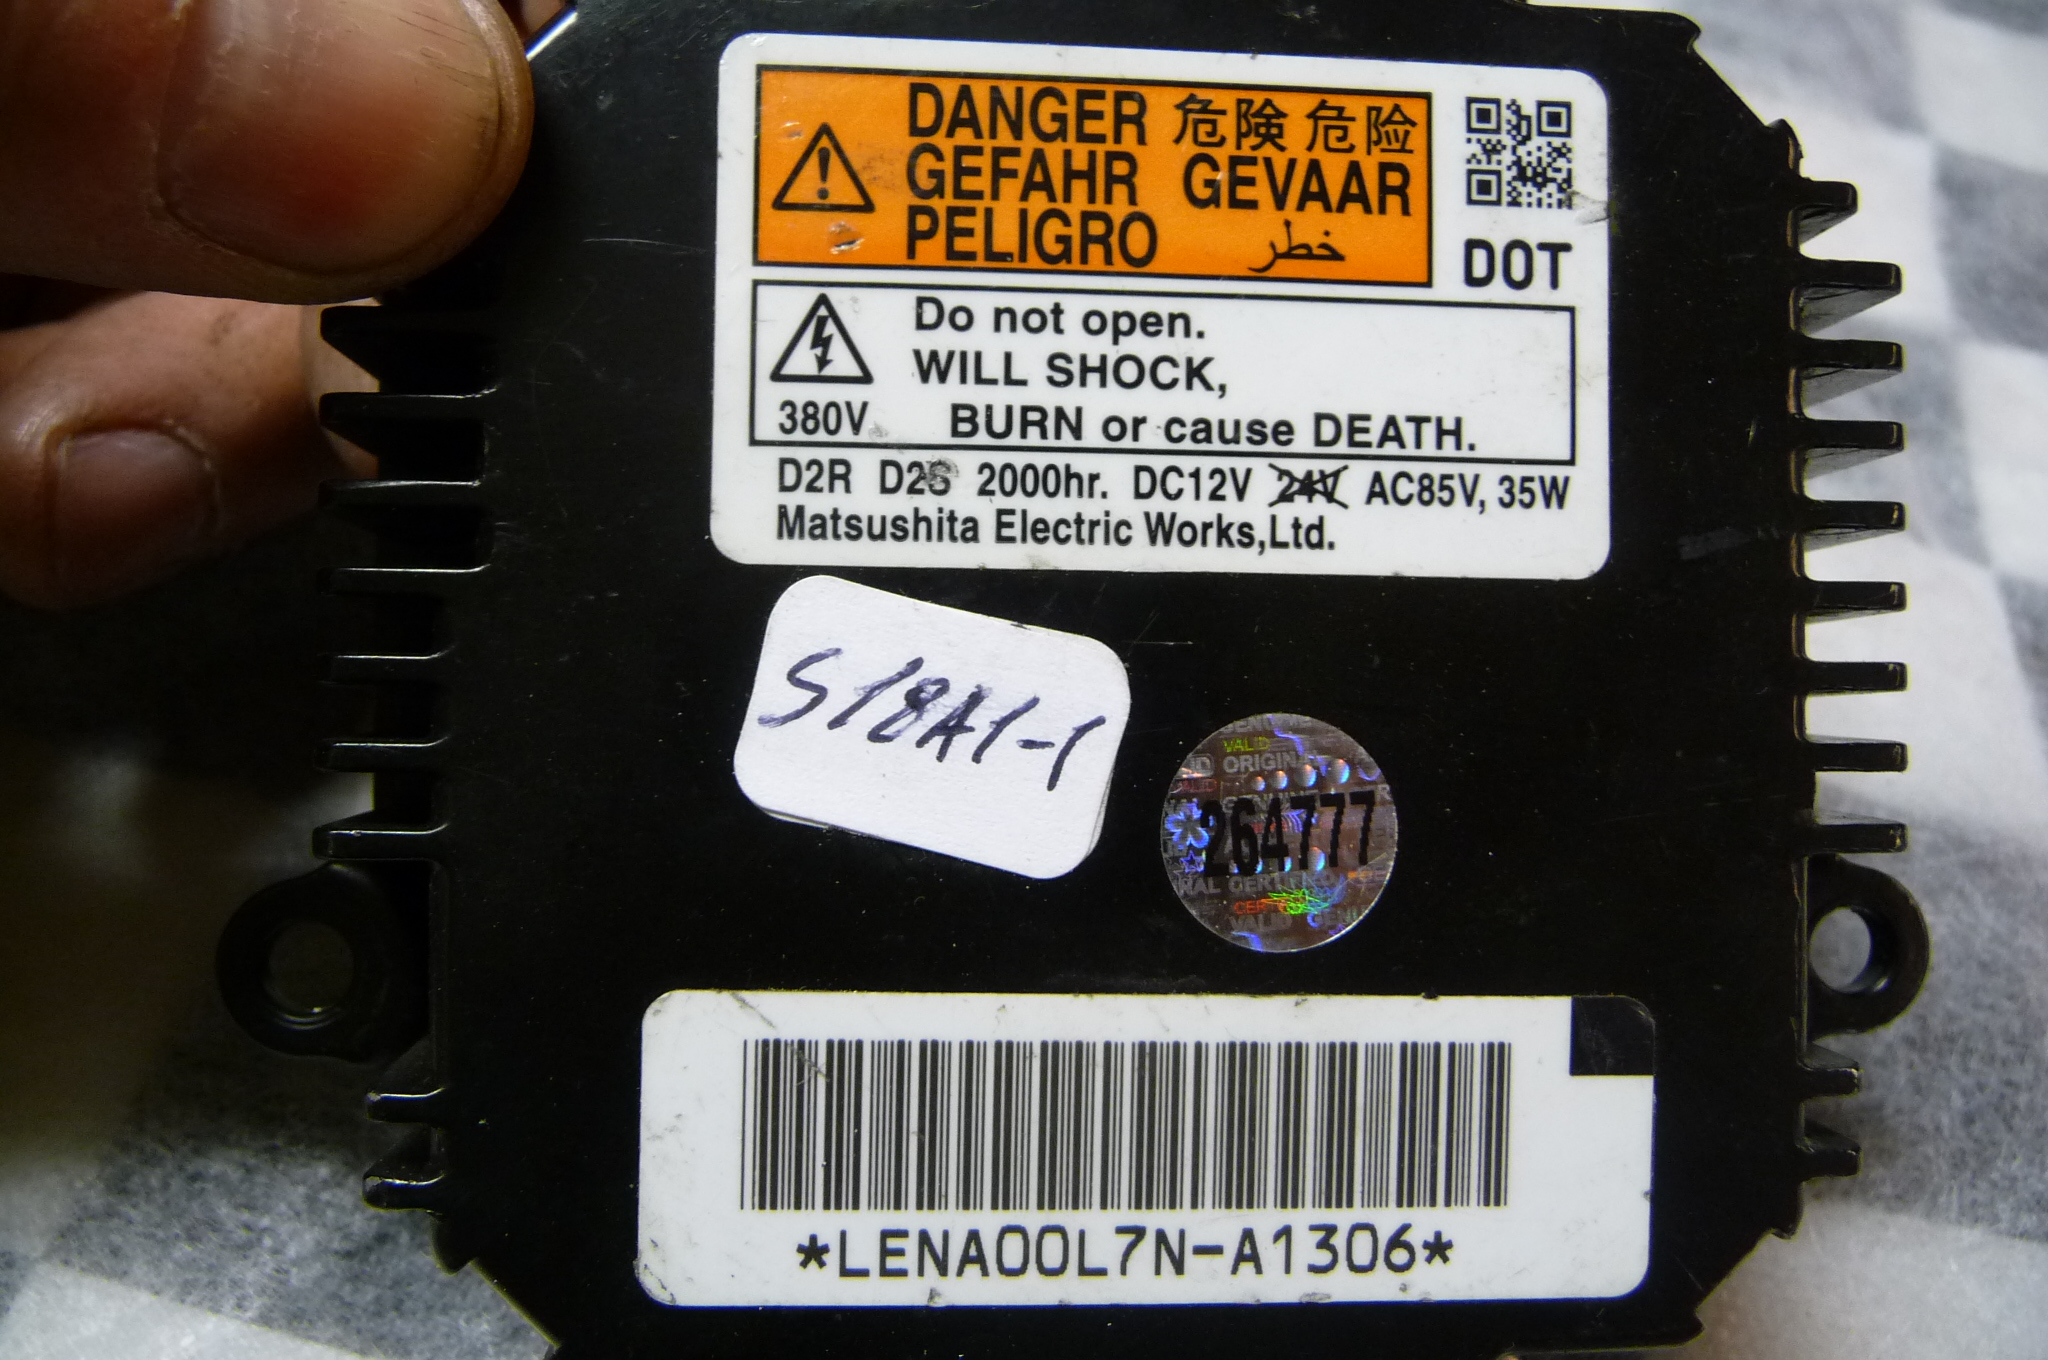 DANGER 危険 危险
GEFAHR GEVAAR
PELIGRO خطر
DOT
Do not open.
WILL SHOCK,
380V BURN or cause DEATH.
D2R D2S 2000hr. DC12V 24V AC85V, 35W
Matsushita Electric Works,Ltd.
S18A1-1
VALID
ORIGINAL
264777
VALID
*LENA00L7N-A1306*